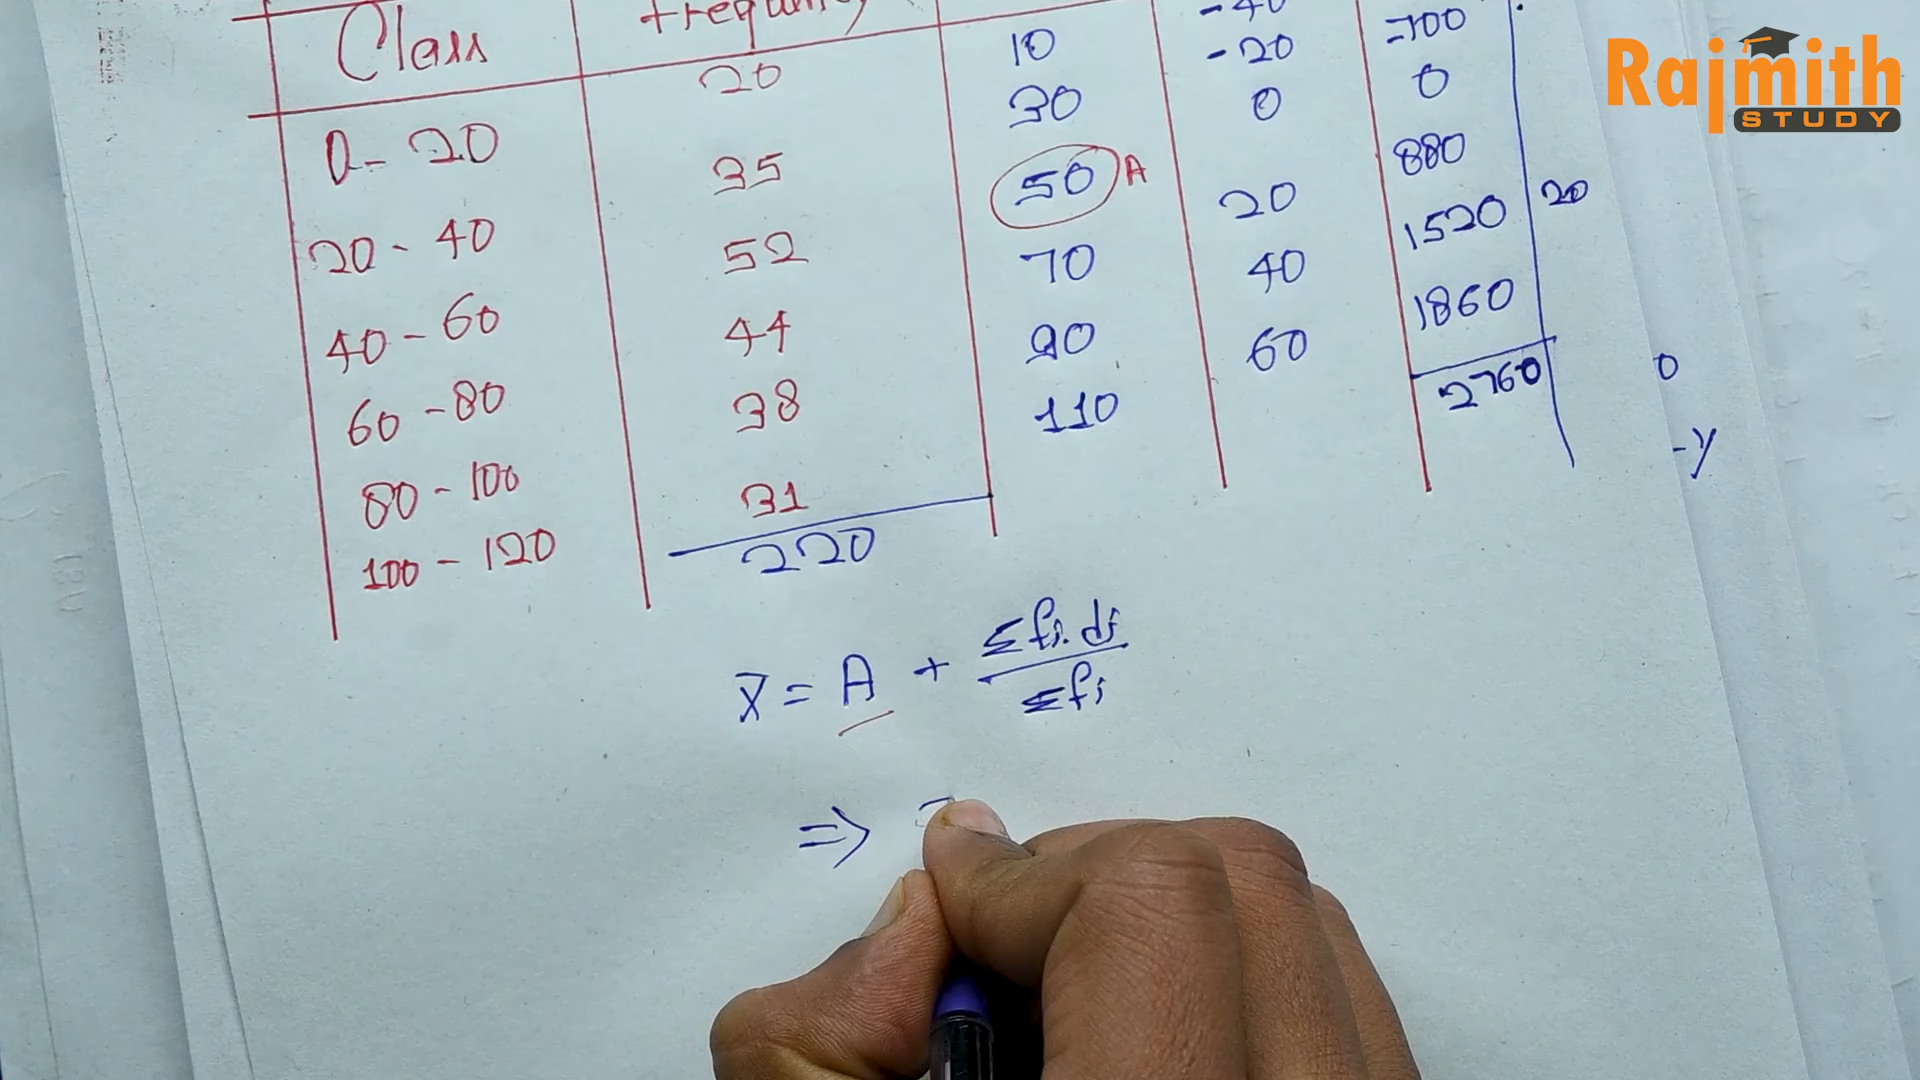 Class frequency -40 -700
0 - 20 20 10 -20 0
20 - 40 35 30 0 880
40 - 60 52 50 A 20 1520 20
60 - 80 44 70 40 1860
80 - 100 38 90 60 2760 0
100 - 120 31 110 -y
220
x̄ = A + Σfi.di / Σfi
⇒
Rajmith
STUDY